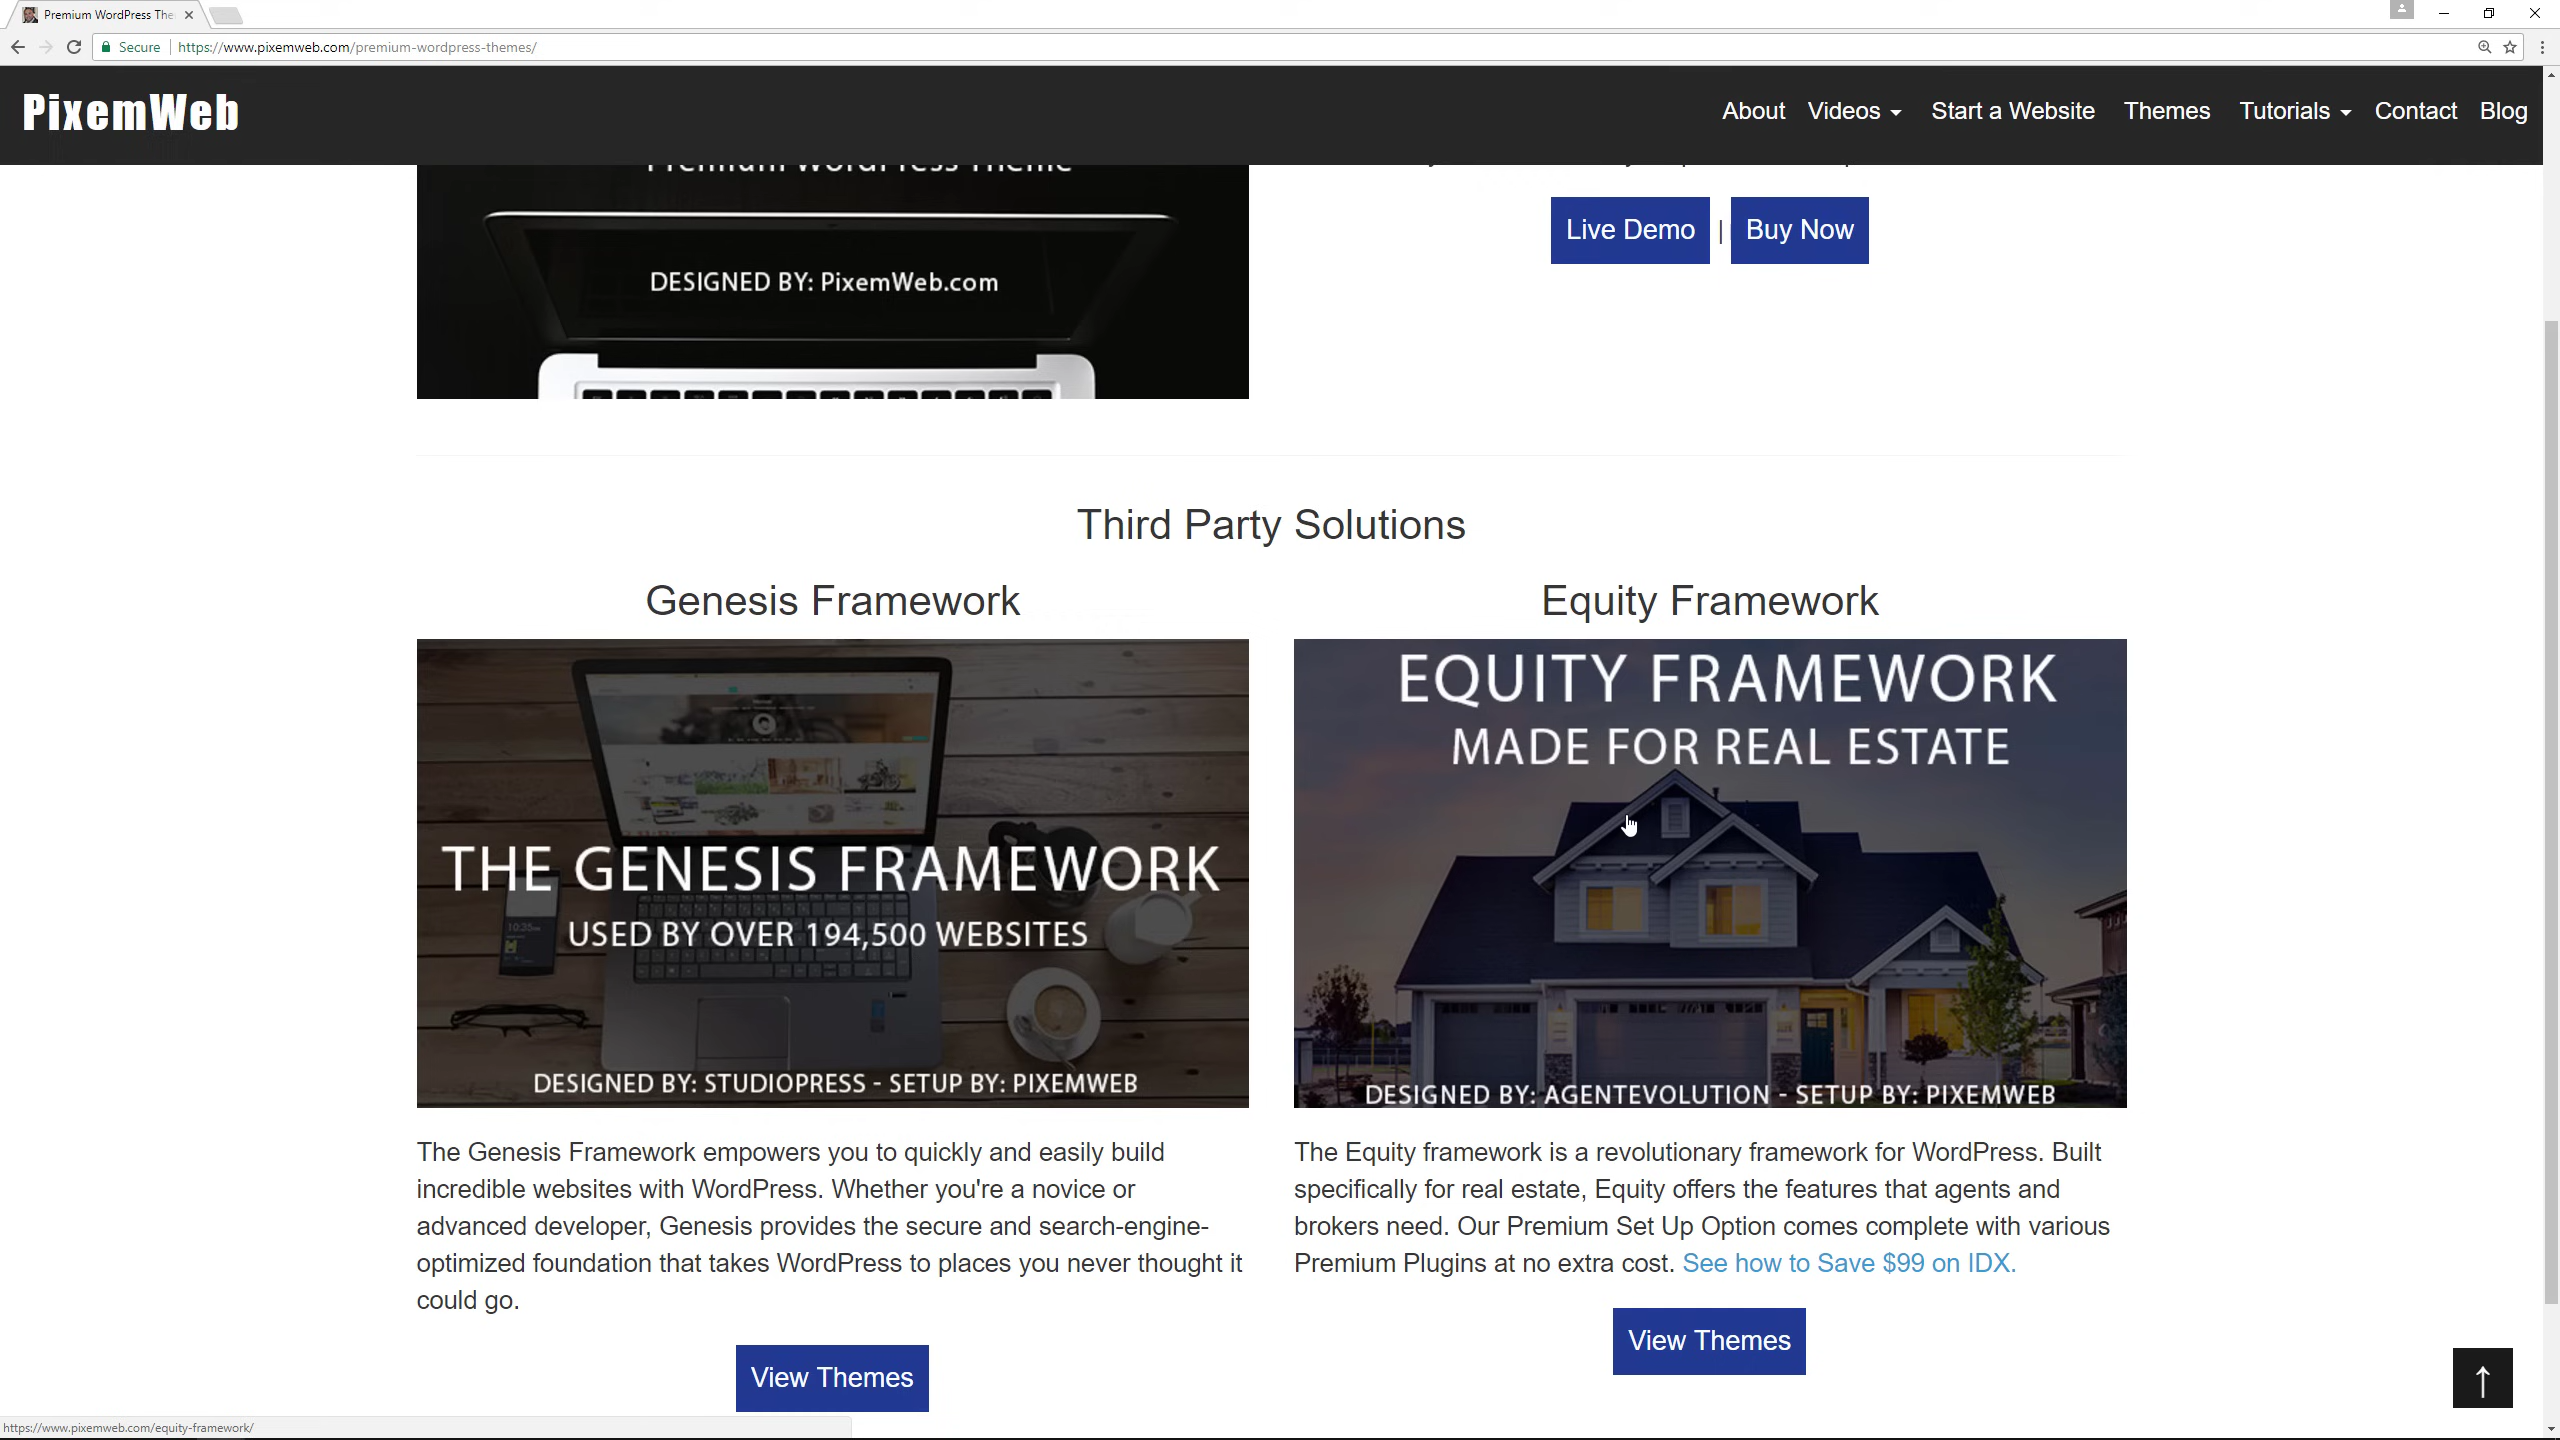 Premium WordPress The
Secure
https://www.pixemweb.com/premium-wordpress-themes/
PixemWeb
About Videos Start a Website Themes Tutorials Contact Blog
Premium WordPress Theme
DESIGNED BY: PixemWeb.com
Live Demo | Buy Now
Third Party Solutions
Genesis Framework
THE GENESIS FRAMEWORK
USED BY OVER 194,500 WEBSITES
10:35
DESIGNED BY: STUDIOPRESS - SETUP BY: PIXEMWEB
The Genesis Framework empowers you to quickly and easily build
incredible websites with WordPress. Whether you're a novice or
advanced developer, Genesis provides the secure and search-engine-
optimized foundation that takes WordPress to places you never thought it
could go.
View Themes
Equity Framework
EQUITY FRAMEWORK
MADE FOR REAL ESTATE
DESIGNED BY: AGENTEVOLUTION - SETUP BY: PIXEMWEB
The Equity framework is a revolutionary framework for WordPress. Built
specifically for real estate, Equity offers the features that agents and
brokers need. Our Premium Set Up Option comes complete with various
Premium Plugins at no extra cost. See how to Save $99 on IDX.
View Themes
https://www.pixemweb.com/equity-framework/